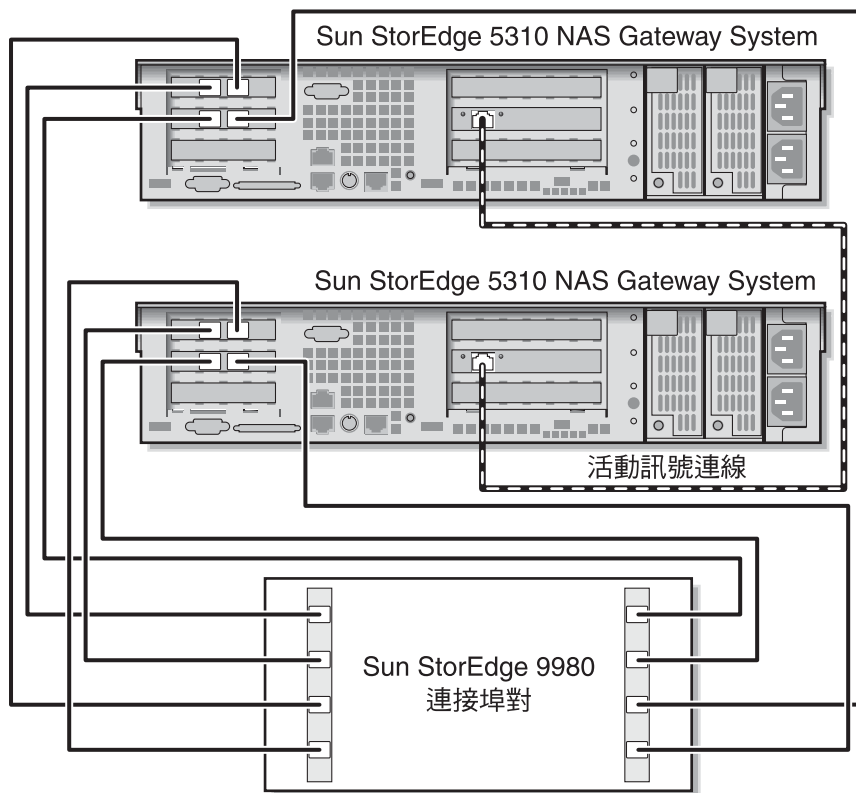 Sun StorEdge 5310 NAS Gateway System
Sun StorEdge 5310 NAS Gateway System
活動訊號連線
Sun StorEdge 9980
連接埠對